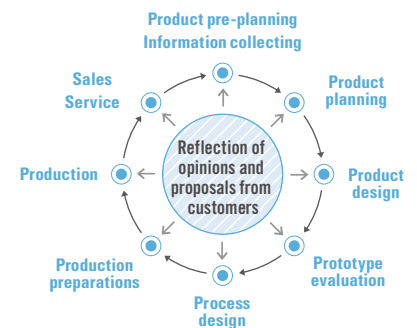 Product pre-planning
Information collecting
Product
planning
Product
design
Prototype
evaluation
Process
design
Production
preparations
Production
Sales
Service
Reflection of
opinions and
proposals from
customers